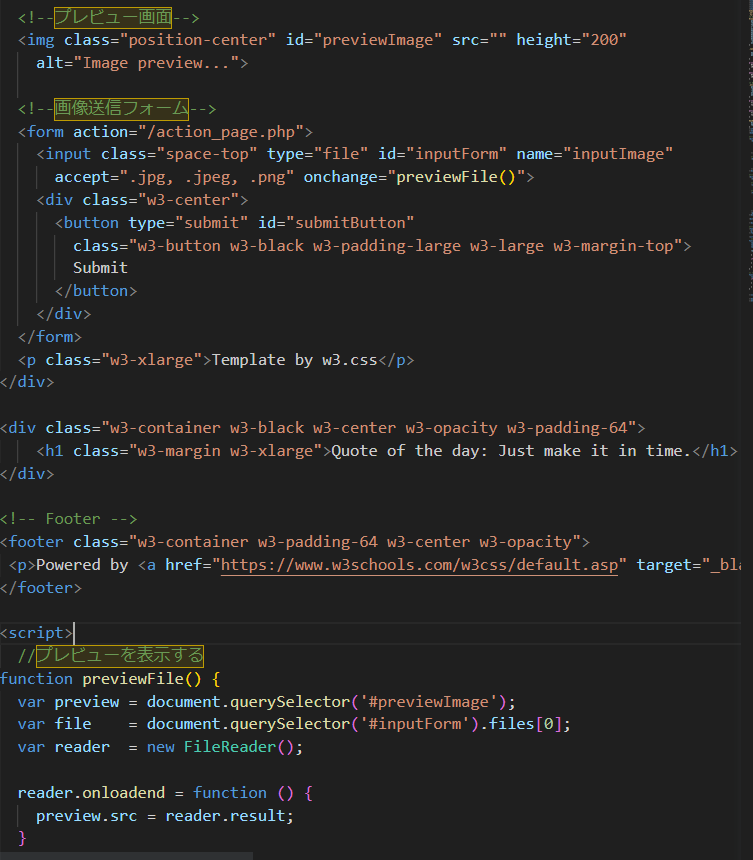 <!--プレビュー画面-->
<img class="position-center" id="previewImage" src="" height="200"
alt="Image preview...">
<!--画像送信フォーム-->
<form action="/action_page.php">
<input class="space-top" type="file" id="inputForm" name="inputImage"
accept=".jpg, .jpeg, .png" onchange="previewFile()">
<div class="w3-center">
<button type="submit" id="submitButton"
class="w3-button w3-black w3-padding-large w3-large w3-margin-top">
Submit
</button>
</div>
</form>
<p class="w3-xlarge">Template by w3.css</p>
</div>
<div class="w3-container w3-black w3-center w3-opacity w3-padding-64">
<h1 class="w3-margin w3-xlarge">Quote of the day: Just make it in time.</h1>
</div>
<!-- Footer -->
<footer class="w3-container w3-padding-64 w3-center w3-opacity">
<p>Powered by <a href="https://www.w3schools.com/w3css/default.asp" target="_bla
</footer>
<script>
//プレビューを表示する
function previewFile() {
var preview = document.querySelector('#previewImage');
var file    = document.querySelector('#inputForm').files[0];
var reader  = new FileReader();
reader.onloadend = function () {
preview.src = reader.result;
}